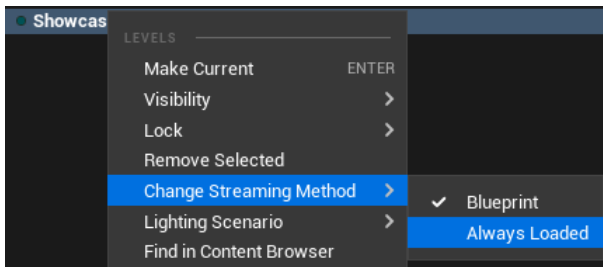 Showcas
LEVELS
Make Current ENTER
Visibility
Lock
Remove Selected
Change Streaming Method
Blueprint
Lighting Scenario
Always Loaded
Find in Content Browser